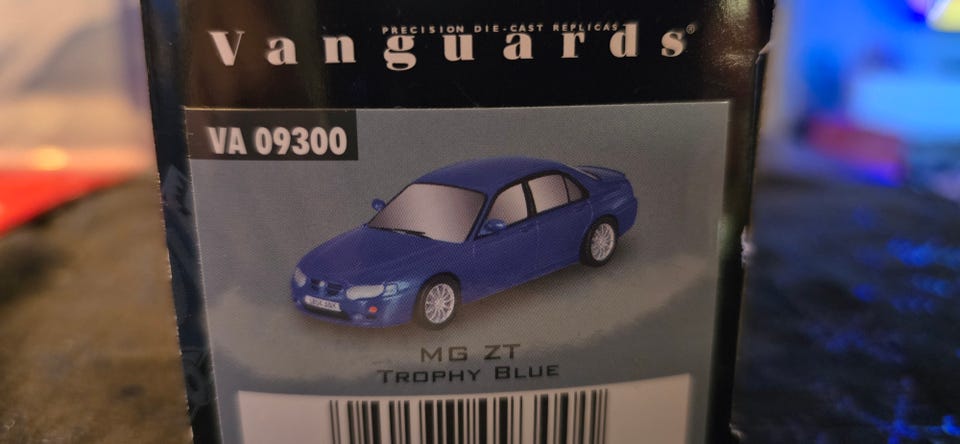 PRECISION DIE-CAST REPLICAS
Vanguards®
VA 09300
MG ZT
TROPHY BLUE